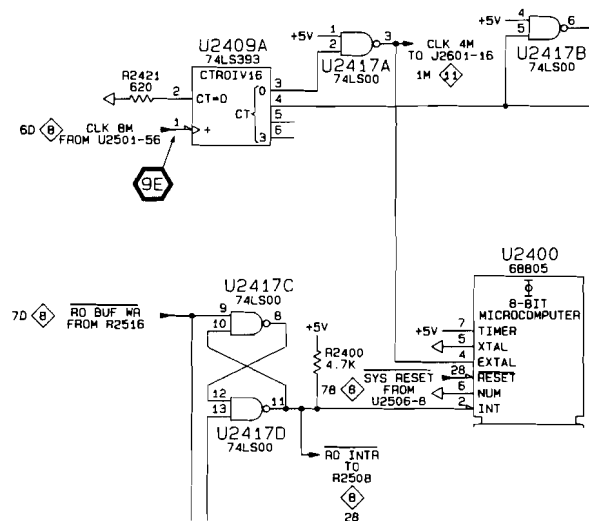 +5V 1
2
3
U2417A
74LS00
CLK 4M
TO J2601-16
1M 11
4
+5V
5
6
U2417B
74LS00
U2409A
74LS393
CTRDIV16
R2421
620
2 CT=0
0 3
4
CT
5
3 6
6D 8 CLK 8M
FROM U2501-56
1 +
9E
U2417C
74LS00
7D 8 RO BUF WR
FROM R2516
9
10
8
+5V
R2400
4.7K
12
13
11
U2417D
74LS00
RO INTR
TO
R2508
8
2B
7B 8 SYS RESET
FROM
U2506-8
U2400
68805
Φ
8-BIT
MICROCOMPUTER
+5V 7 TIMER
5 XTAL
4 EXTAL
28 RESET
6 NUM
2 INT